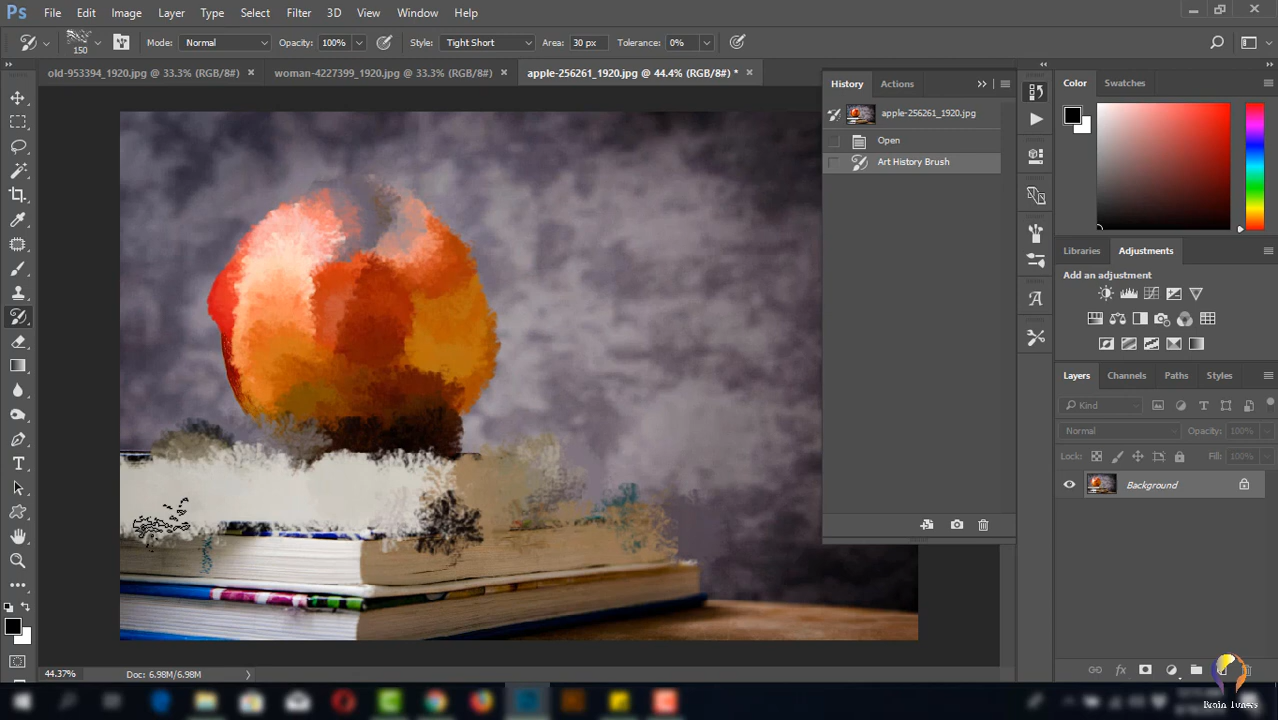 Ps File Edit Image Layer Type Select Filter 3D View Window Help
150 Mode: Normal Opacity: 100% Style: Tight Short Area: 30 px Tolerance: 0%
old-953394_1920.jpg @ 33.3% (RGB/8#) × woman-4227399_1920.jpg @ 33.3% (RGB/8#) × apple-256261_1920.jpg @ 44.4% (RGB/8#) * ×
History Actions
apple-256261_1920.jpg
Open
Art History Brush
Color Swatches
Libraries Adjustments
Add an adjustment
Layers Channels Paths Styles
Kind
Normal Opacity: 100%
Lock: Fill: 100%
Background
44.37% Doc: 6.98M/6.98M
Brain Tunses